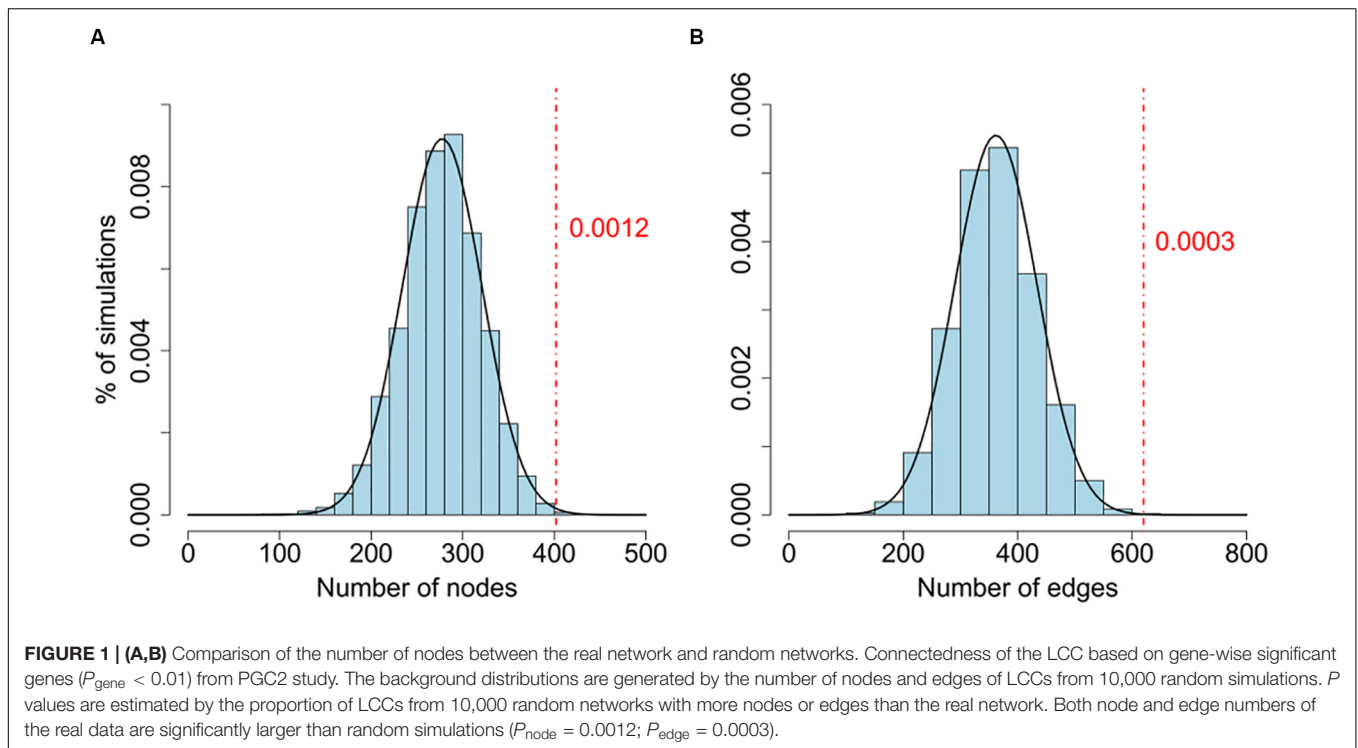 A
B
% of simulations
0.000
0.004
0.008
0.0012
0
100
200
300
400
500
Number of nodes
0.000
0.002
0.004
0.006
0.0003
0
200
400
600
800
Number of edges
FIGURE 1 | (A,B) Comparison of the number of nodes between the real network and random networks. Connectedness of the LCC based on gene-wise significant
genes (Pgene < 0.01) from PGC2 study. The background distributions are generated by the number of nodes and edges of LCCs from 10,000 random simulations. P
values are estimated by the proportion of LCCs from 10,000 random networks with more nodes or edges than the real network. Both node and edge numbers of
the real data are significantly larger than random simulations (Pnode = 0.0012; Pedge = 0.0003).